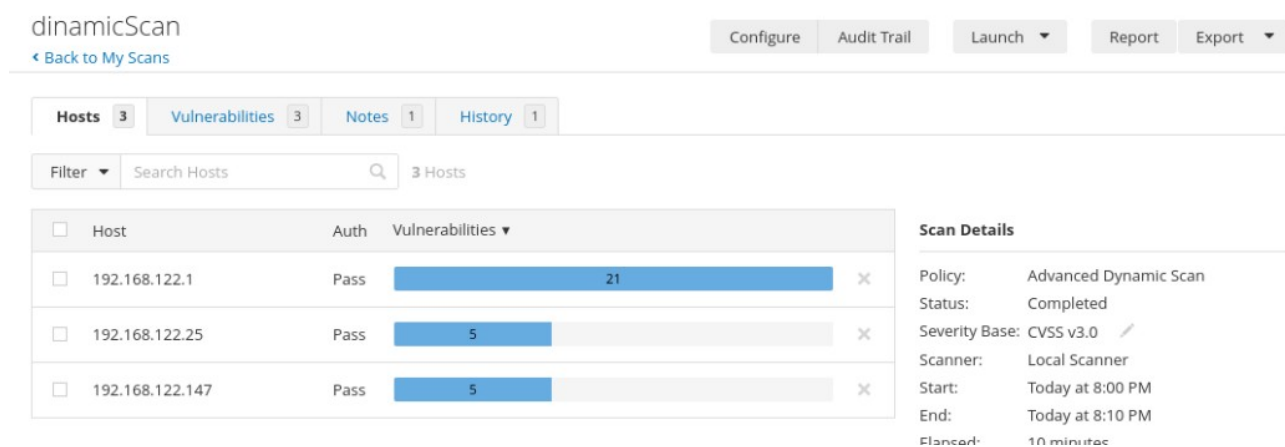 dinamicScan
Configure Audit Trail Launch Report Export
Back to My Scans
Hosts 3 Vulnerabilities 3 Notes 1 History 1
Filter Search Hosts 3 Hosts
Host Auth Vulnerabilities
192.168.122.1 Pass 21
192.168.122.25 Pass 5
192.168.122.147 Pass 5
Scan Details
Policy: Advanced Dynamic Scan
Status: Completed
Severity Base: CVSS v3.0
Scanner: Local Scanner
Start: Today at 8:00 PM
End: Today at 8:10 PM
Elapsed: 10 minutes